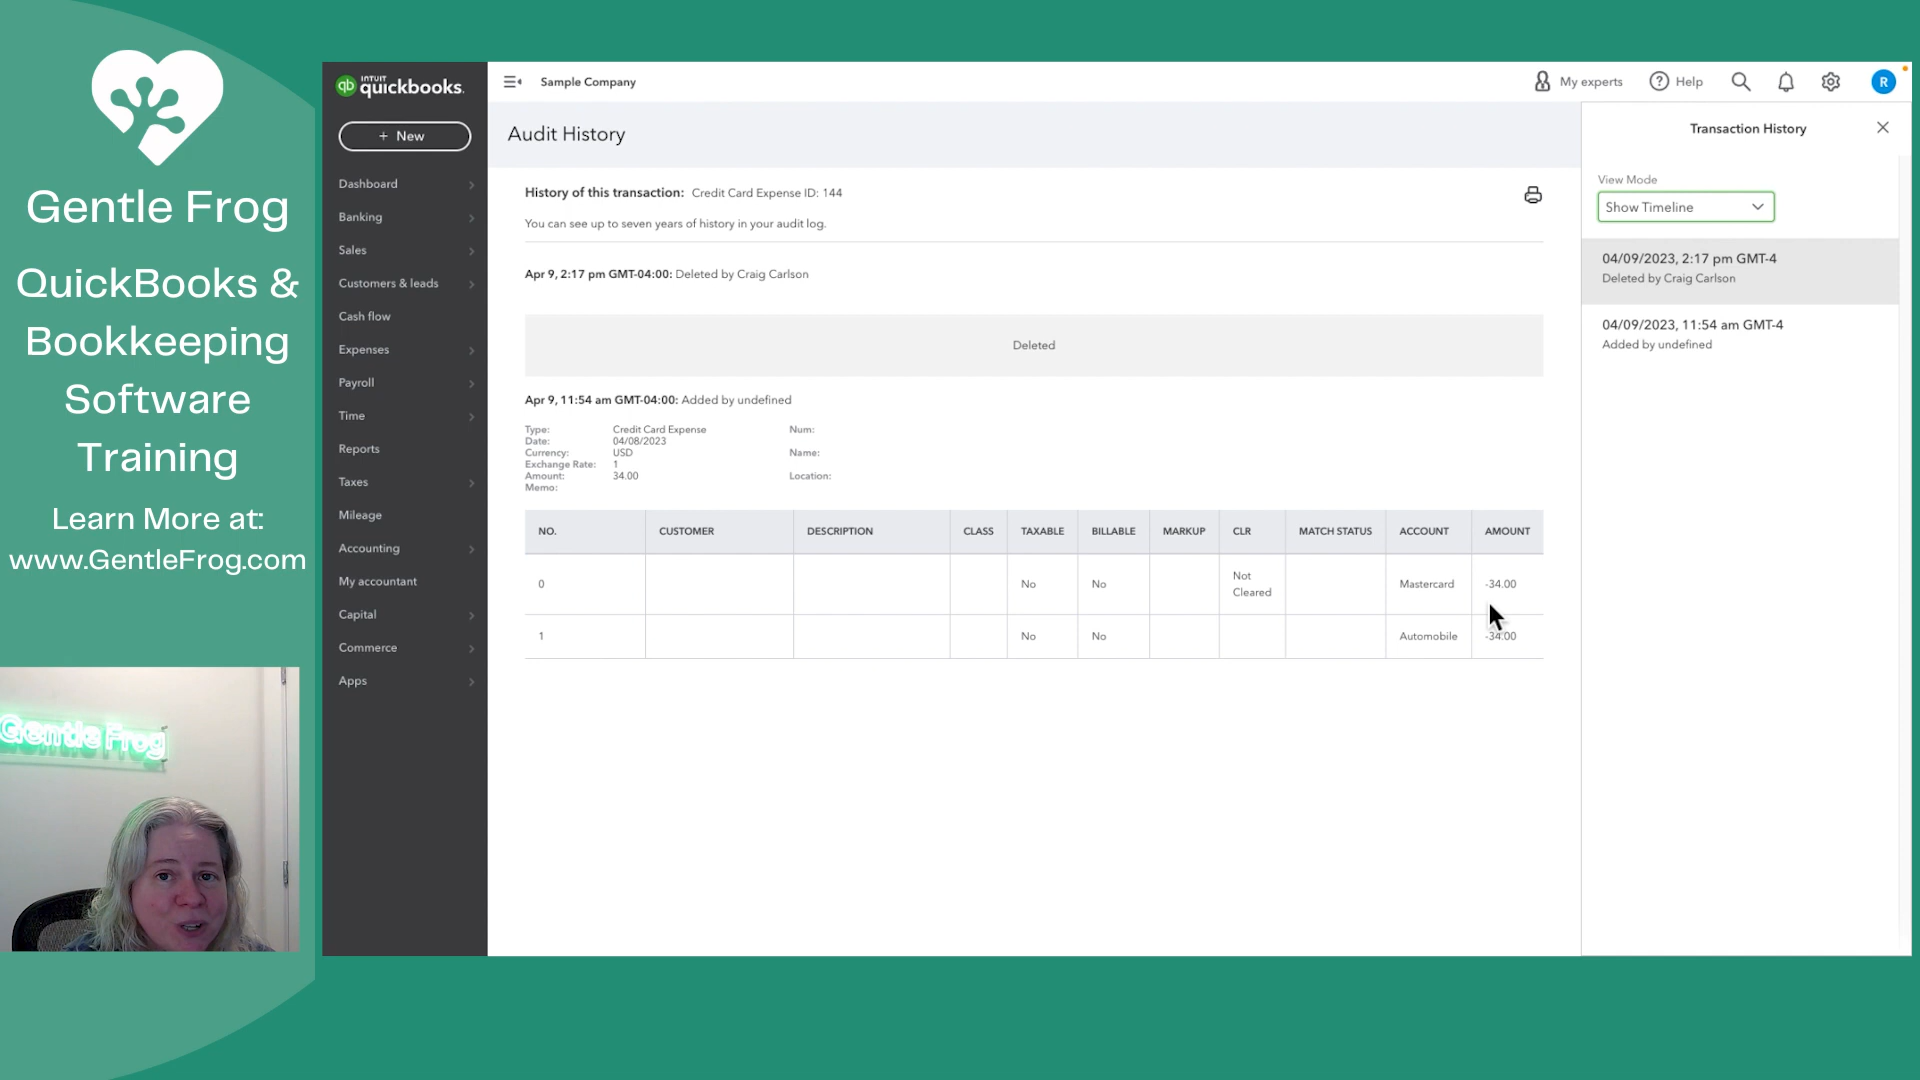 Gentle Frog
QuickBooks &
Bookkeeping
Software
Training
Learn More at:
www.GentleFrog.com
Gentle Frog
qb INTUIT quickbooks.
+ New
Dashboard
Banking
Sales
Customers & leads
Cash flow
Expenses
Payroll
Time
Reports
Taxes
Mileage
Accounting
My accountant
Capital
Commerce
Apps
Sample Company
My experts
Help
R
Audit History
History of this transaction: Credit Card Expense ID: 144
You can see up to seven years of history in your audit log.
Apr 9, 2:17 pm GMT-04:00: Deleted by Craig Carlson
Deleted
Apr 9, 11:54 am GMT-04:00: Added by undefined
Type: Credit Card Expense Num:
Date: 04/08/2023
Currency: USD Name:
Exchange Rate: 1
Amount: 34.00 Location:
Memo:
NO. CUSTOMER DESCRIPTION CLASS TAXABLE BILLABLE MARKUP CLR MATCH STATUS ACCOUNT AMOUNT
0 No No Not Cleared Mastercard -34.00
1 No No Automobile -34.00
Transaction History
View Mode
Show Timeline
04/09/2023, 2:17 pm GMT-4
Deleted by Craig Carlson
04/09/2023, 11:54 am GMT-4
Added by undefined